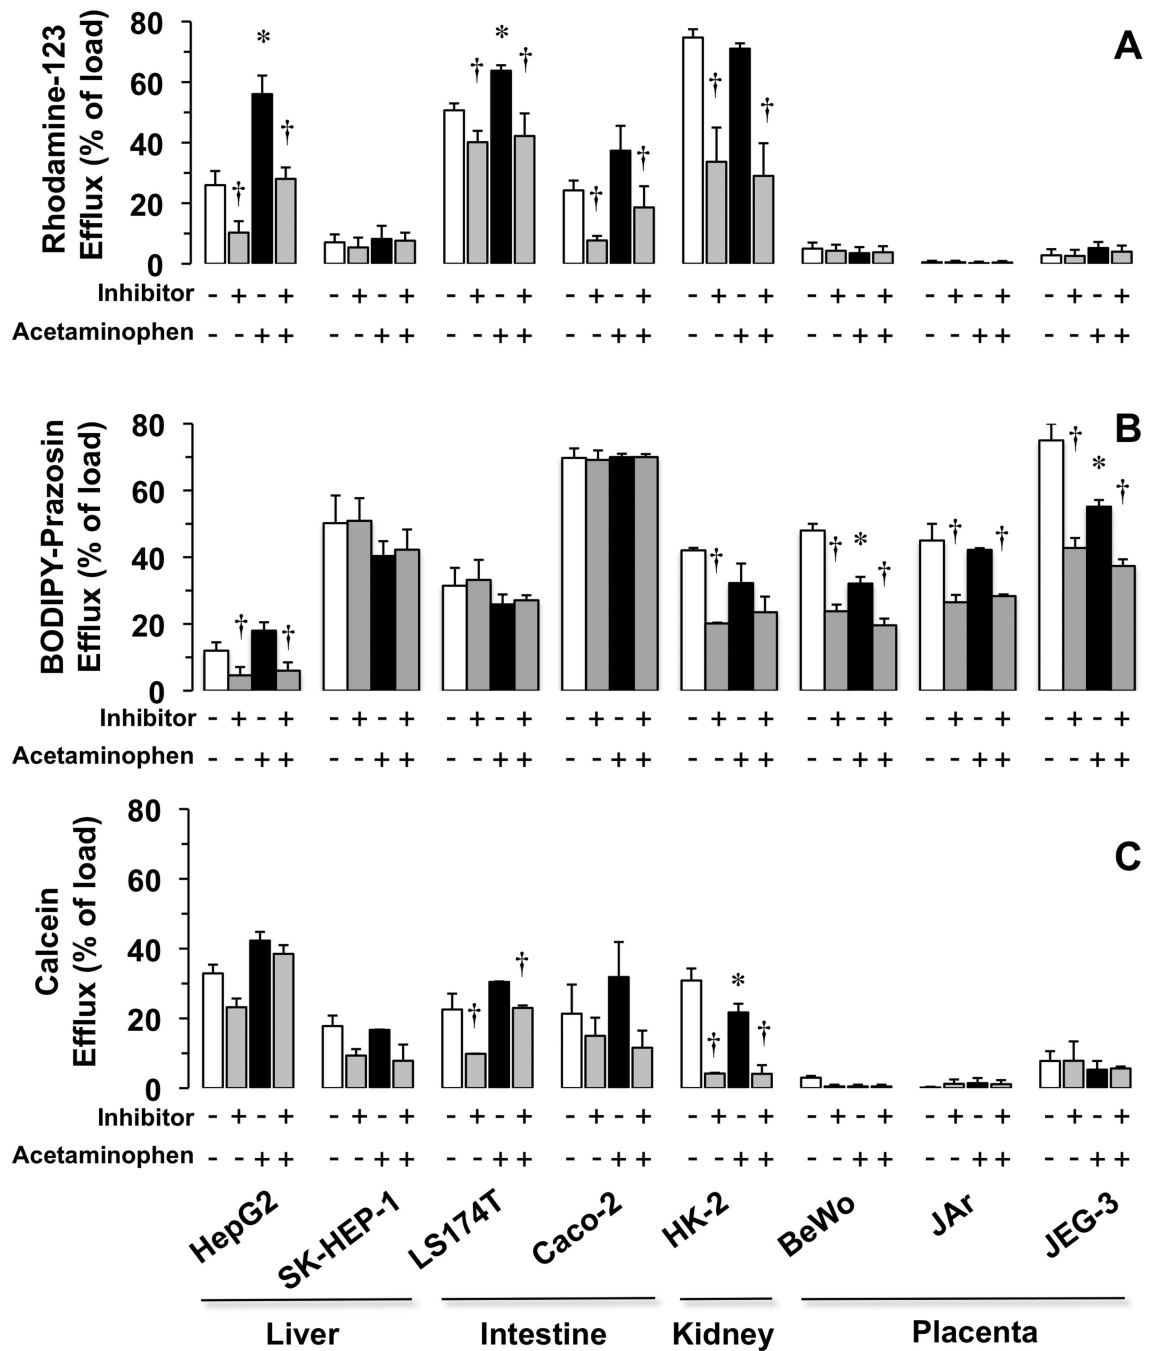 A
Rhodamine-123
Efflux (% of load)
80
60
40
20
0
* * † † † † † † † †
Inhibitor - + - + - + - + - + - + - + - + - + - + - + - + - + - + - + - +
Acetaminophen - - + + - - + + - - + + - - + + - - + + - - + + - - + + - - + +
B
BODIPY-Prazosin
Efflux (% of load)
80
60
40
20
0
† † † † * † † † † * †
Inhibitor - + - + - + - + - + - + - + - + - + - + - + - + - + - + - + - +
Acetaminophen - - + + - - + + - - + + - - + + - - + + - - + + - - + + - - + +
C
Calcein
Efflux (% of load)
80
60
40
20
0
† † † * †
Inhibitor - + - + - + - + - + - + - + - + - + - + - + - + - + - + - + - +
Acetaminophen - - + + - - + + - - + + - - + + - - + + - - + + - - + + - - + +
HepG2 SK-HEP-1 LS174T Caco-2 HK-2 BeWo JAr JEG-3
Liver Intestine Kidney Placenta